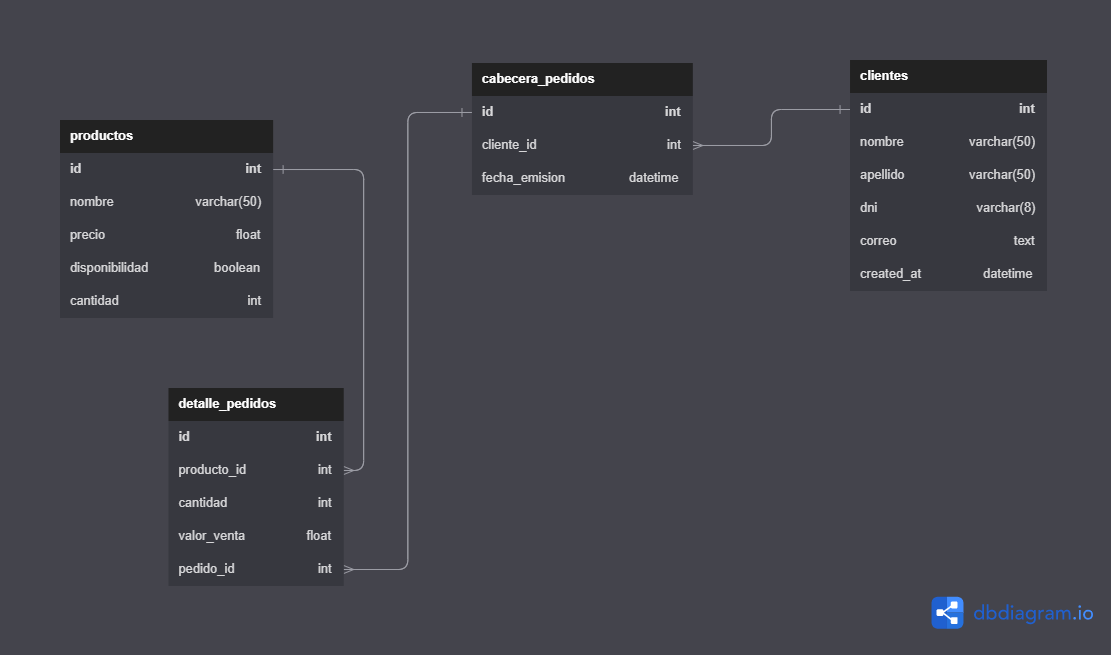 productos
id int
nombre varchar(50)
precio float
disponibilidad boolean
cantidad int
detalle_pedidos
id int
producto_id int
cantidad int
valor_venta float
pedido_id int
cabecera_pedidos
id int
cliente_id int
fecha_emision datetime
clientes
id int
nombre varchar(50)
apellido varchar(50)
dni varchar(8)
correo text
created_at datetime
dbdiagram.io